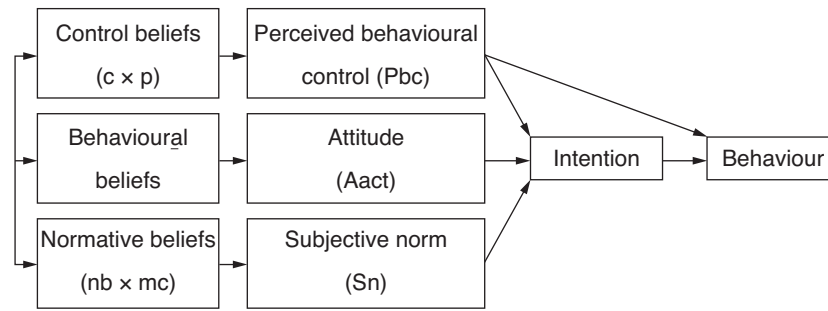 Control beliefs
(c × p)
Perceived behavioural
control (Pbc)
Behavioural
beliefs
Attitude
(Aact)
Intention
Behaviour
Normative beliefs
(nb × mc)
Subjective norm
(Sn)